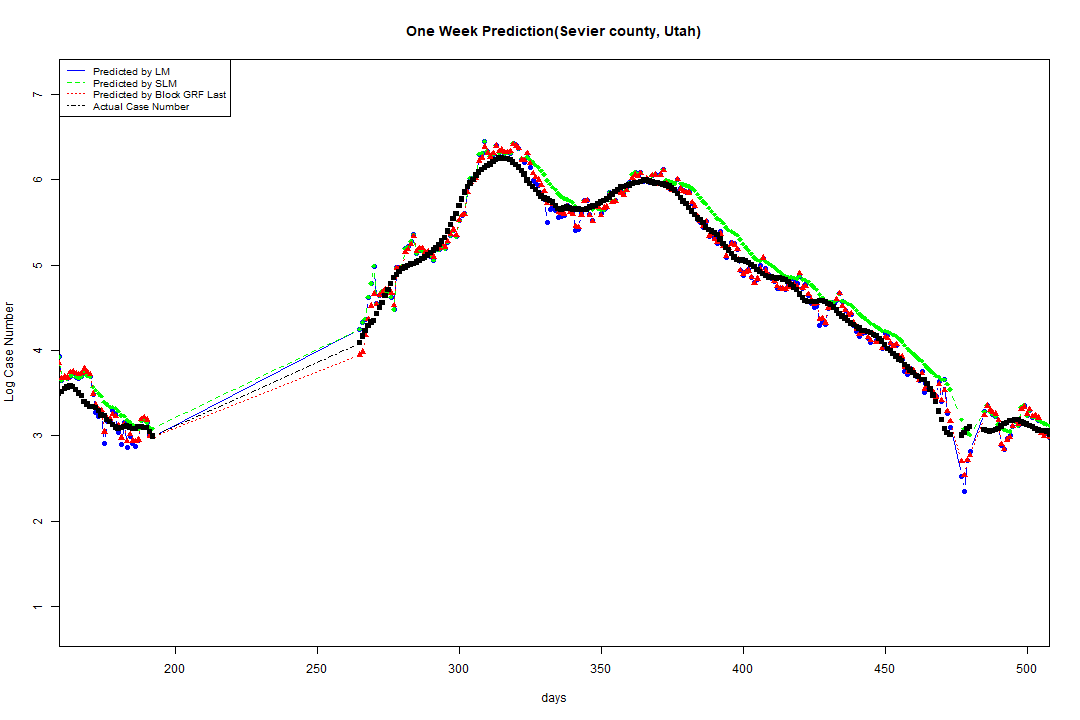 One Week Prediction(Sevier county, Utah)
Predicted by LM
Predicted by SLM
Predicted by Block GRF Last
Actual Case Number
7
6
5
4
3
2
1
Log Case Number
200 250 300 350 400 450 500
days